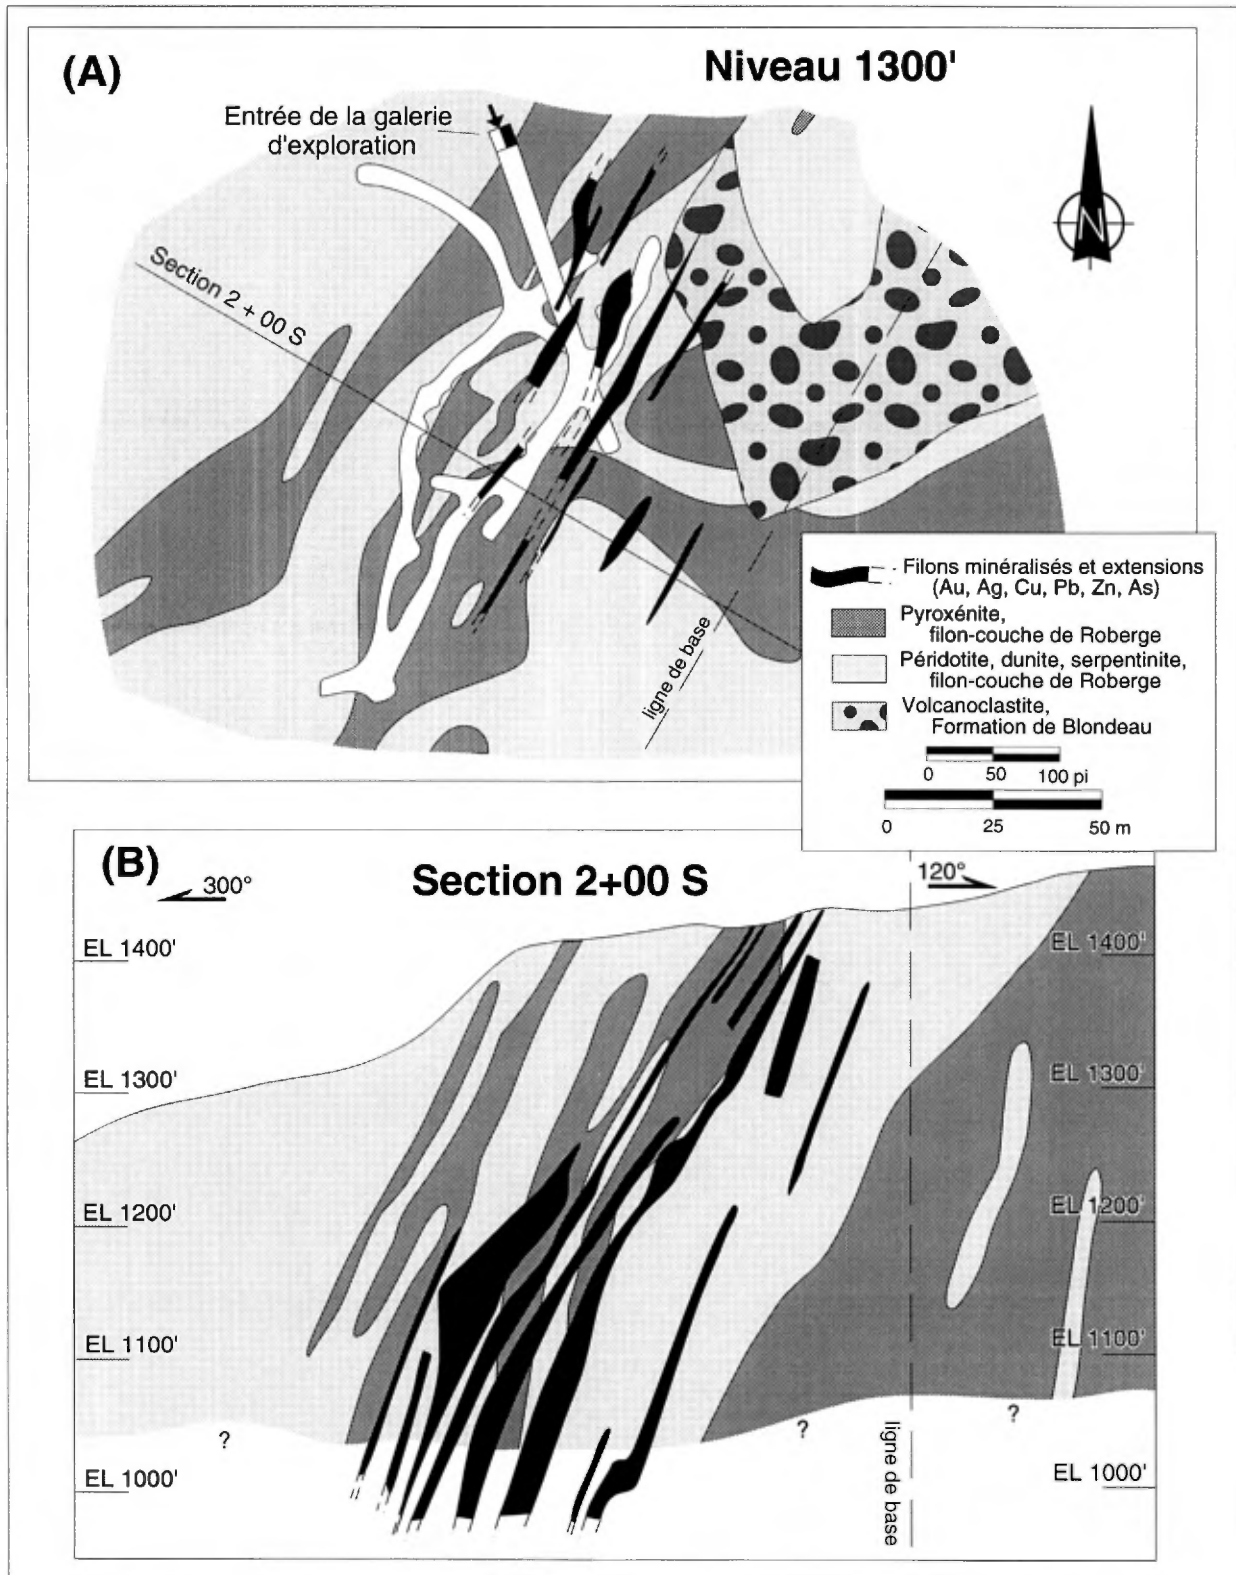 (A)
Niveau 1300'
Entrée de la galerie
d'exploration
N
Section 2 + 00 S
ligne de base
Filons minéralisés et extensions
(Au, Ag, Cu, Pb, Zn, As)
Pyroxénite,
filon-couche de Roberge
Péridotite, dunite, serpentinite,
filon-couche de Roberge
Volcanoclastite,
Formation de Blondeau
0 50 100 pi
0 25 50 m
(B)
Section 2+00 S
300°
120°
EL 1400'
EL 1400'
EL 1300'
EL 1300'
EL 1200'
EL 1200'
EL 1100'
EL 1100'
?
?
?
ligne de base
EL 1000'
EL 1000'